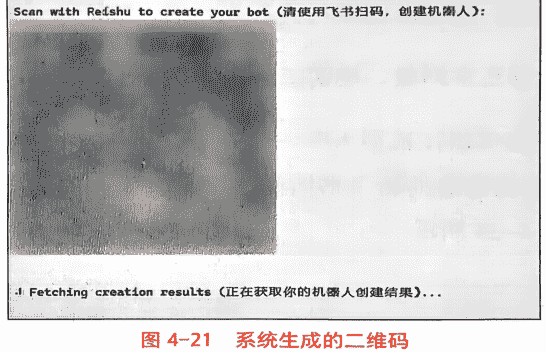 Scan with Reishu to create your bot (请使用飞书扫码，创建机器人):
Fetching creation results (正在获取你的机器人创建结果)...
图 4-21 系统生成的二维码